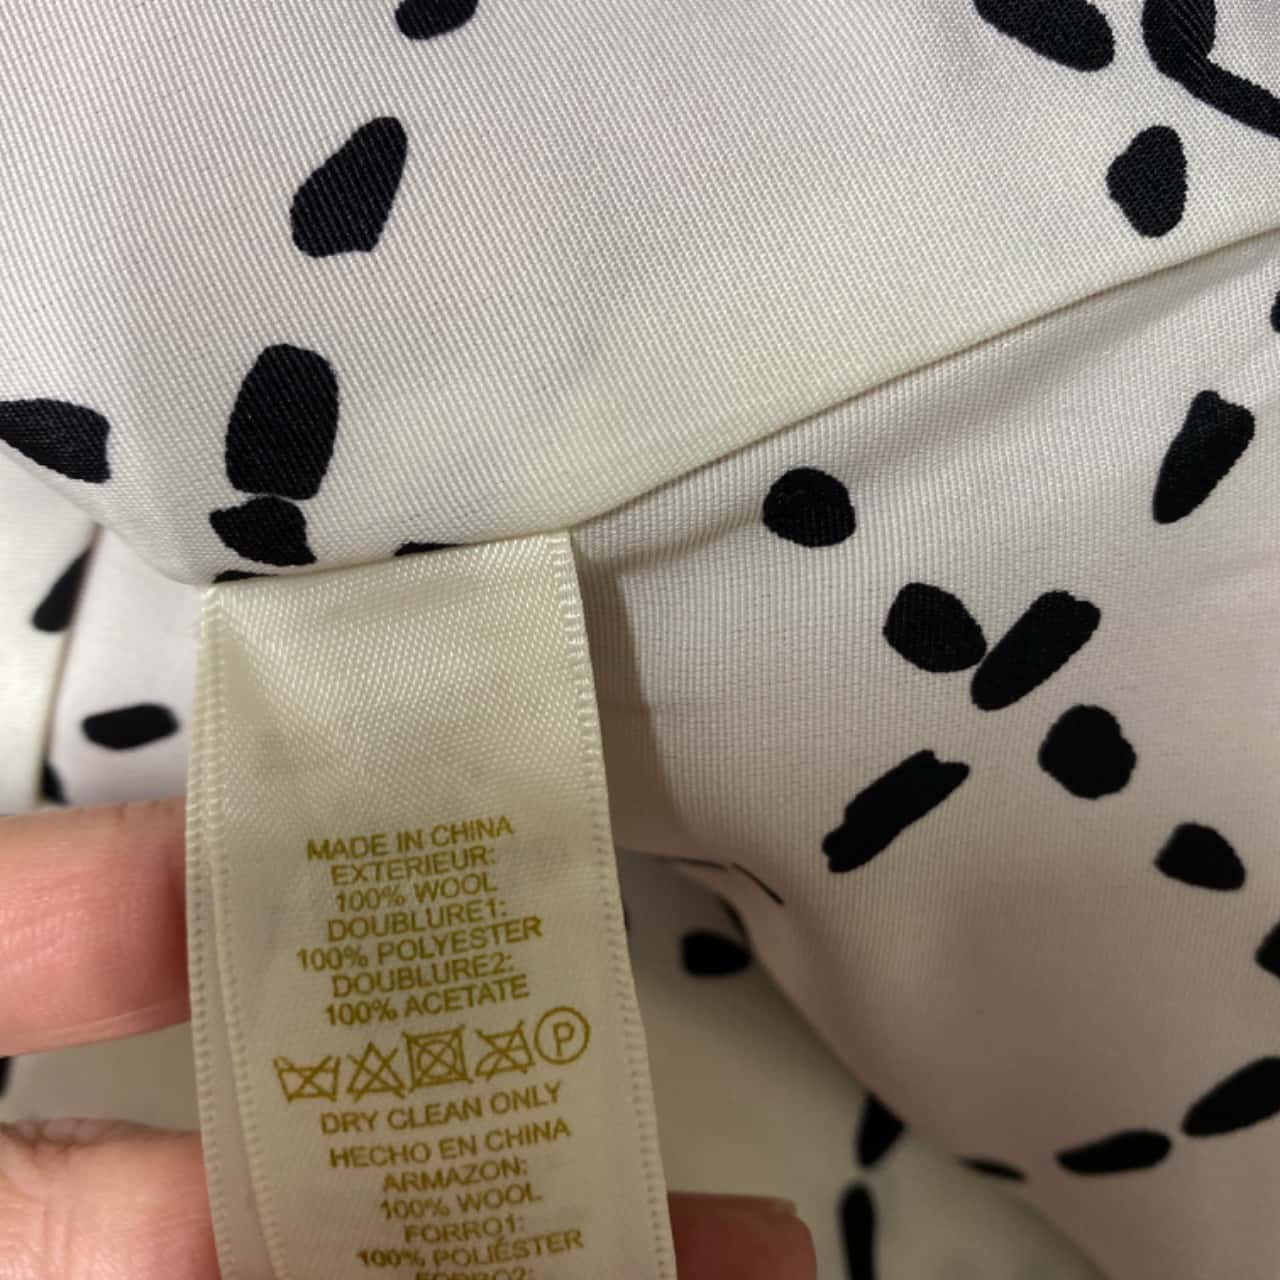 MADE IN CHINA
EXTERIEUR:
100% WOOL
DOUBLURE1:
100% POLYESTER
DOUBLURE2:
100% ACETATE
P
DRY CLEAN ONLY
HECHO EN CHINA
ARMAZON:
100% WOOL
FORRO1:
100% POLIÉSTER
FORRO2: